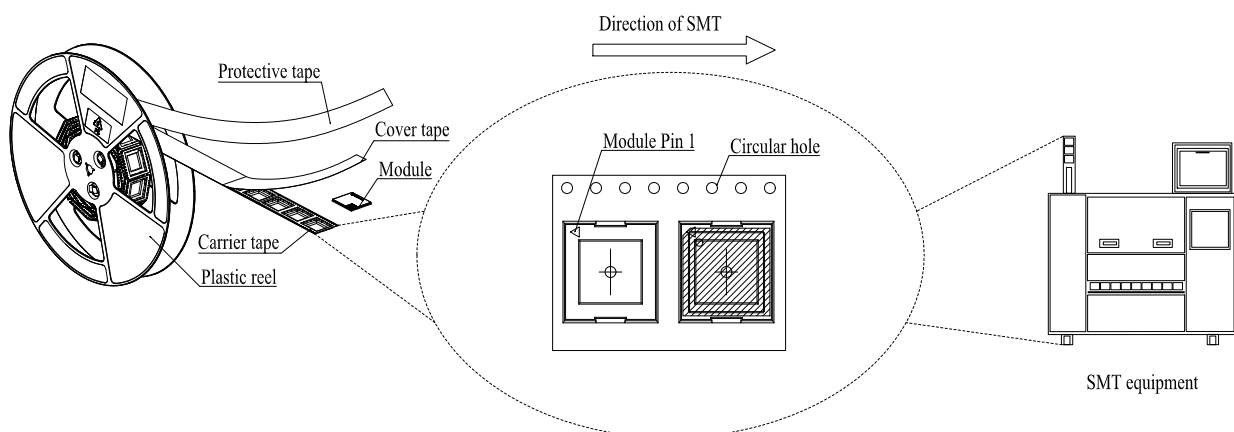 Direction of SMT
Protective tape
Cover tape
Module
Carrier tape
Plastic reel
Module Pin 1
Circular hole
SMT equipment